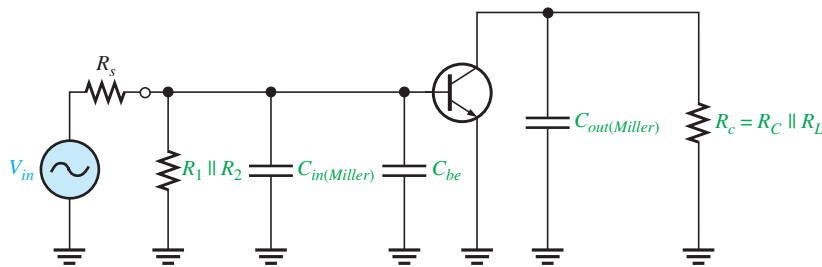 R_s
V_in
R_1 || R_2
C_in(Miller)
C_be
C_out(Miller)
R_c = R_C || R_L